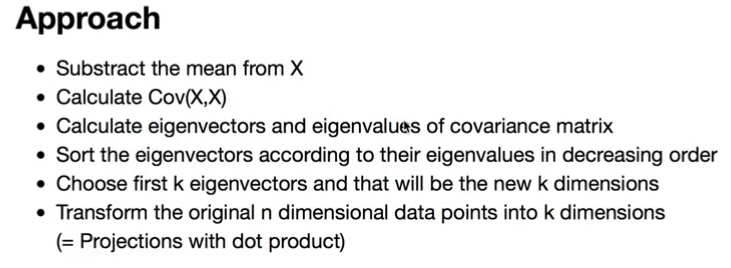 Approach
• Substract the mean from X
• Calculate Cov(X,X)
• Calculate eigenvectors and eigenvalues of covariance matrix
• Sort the eigenvectors according to their eigenvalues in decreasing order
• Choose first k eigenvectors and that will be the new k dimensions
• Transform the original n dimensional data points into k dimensions
(= Projections with dot product)